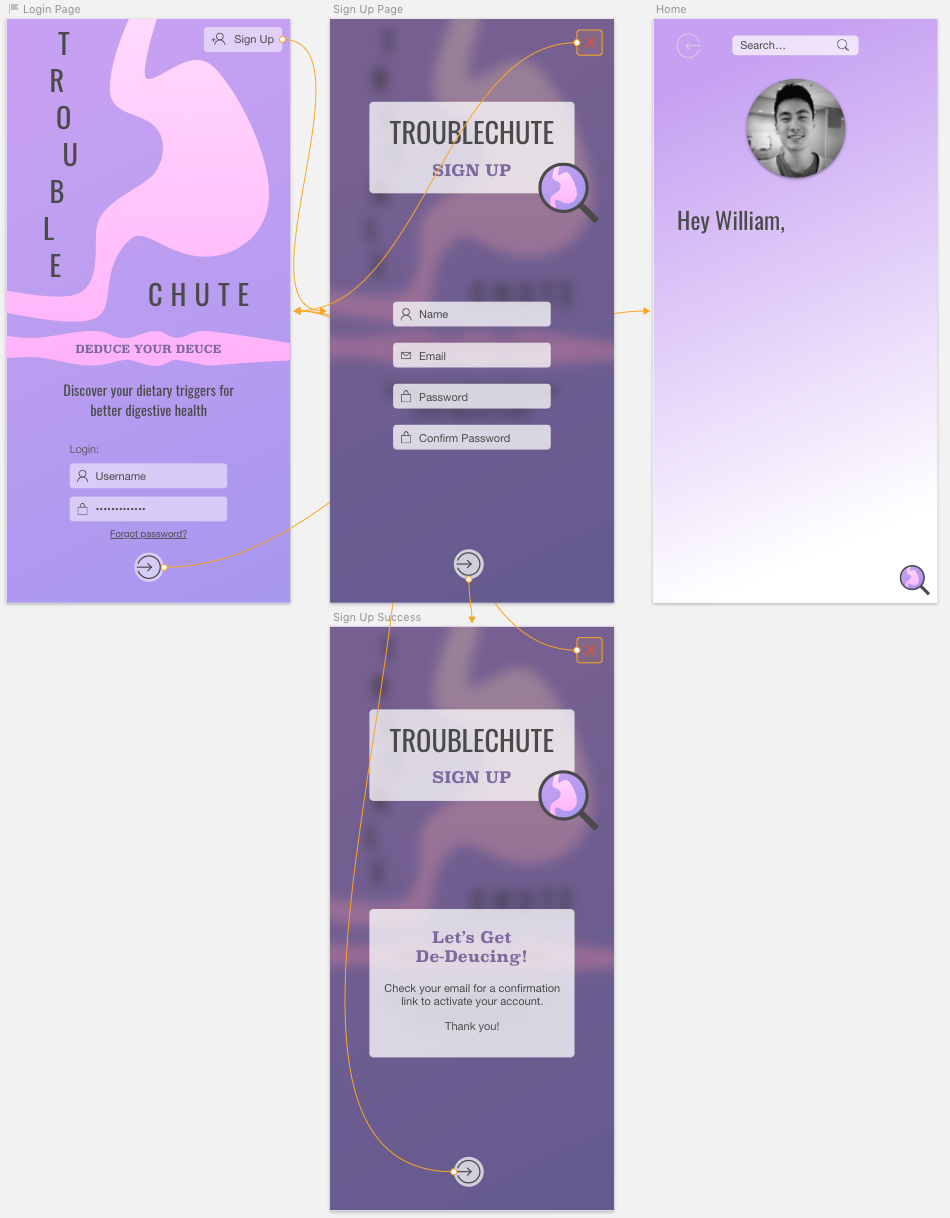 Login Page
Sign Up
TROUBLE
CHUTE
DEDUCE YOUR DEUCE
Discover your dietary triggers for
better digestive health
Login:
Username
•••••••••••••
Forgot password?
Sign Up Page
TROUBLECHUTE
SIGN UP
CHUTE
Name
Email
Password
Confirm Password
Home
Search...
Hey William,
Sign Up Success
TROUBLECHUTE
SIGN UP
CHUTE
Let's Get
De-Deucing!
Check your email for a confirmation
link to activate your account.
Thank you!